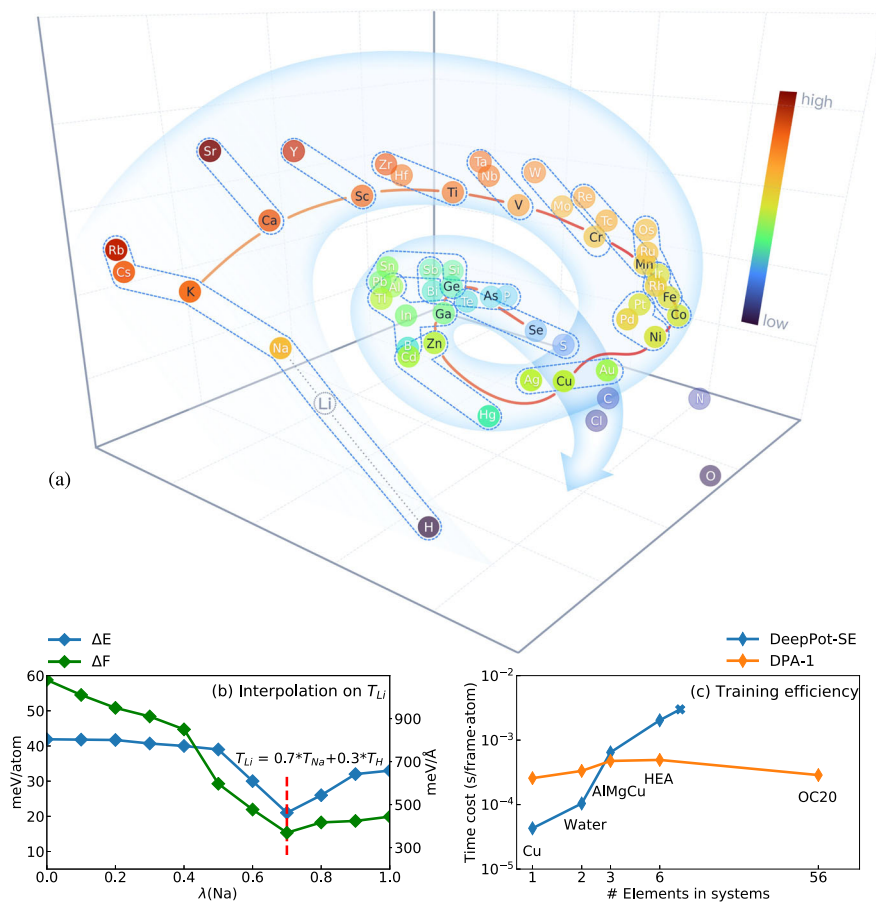 high
low
Sr
Y
Zr
Hf
Ta
Nb
W
Re
Mo
Tc
Os
Ru
Rb
Cs
K
Ca
Sc
Ti
V
Cr
Mn
Ir
Rh
Fe
Co
Pt
Pd
Ni
Sn
Pb
Al
Tl
Sb
Si
Bi
Ge
Te
As
P
In
Ga
Se
S
Na
B
Cd
Zn
Ag
Cu
Au
Li
Hg
C
Cl
N
O
H
(a)
ΔE
ΔF
(b) Interpolation on T_Li
T_Li = 0.7*T_Na+0.3*T_H
60
50
40
30
20
10
meV/atom
900
750
600
450
300
meV/Å
0.0 0.2 0.4 0.6 0.8 1.0
λ(Na)
DeepPot-SE
DPA-1
(c) Training efficiency
10⁻²
10⁻³
10⁻⁴
10⁻⁵
Time cost (s/frame·atom)
Cu
Water
AlMgCu
HEA
OC20
1 2 3 6 56
# Elements in systems